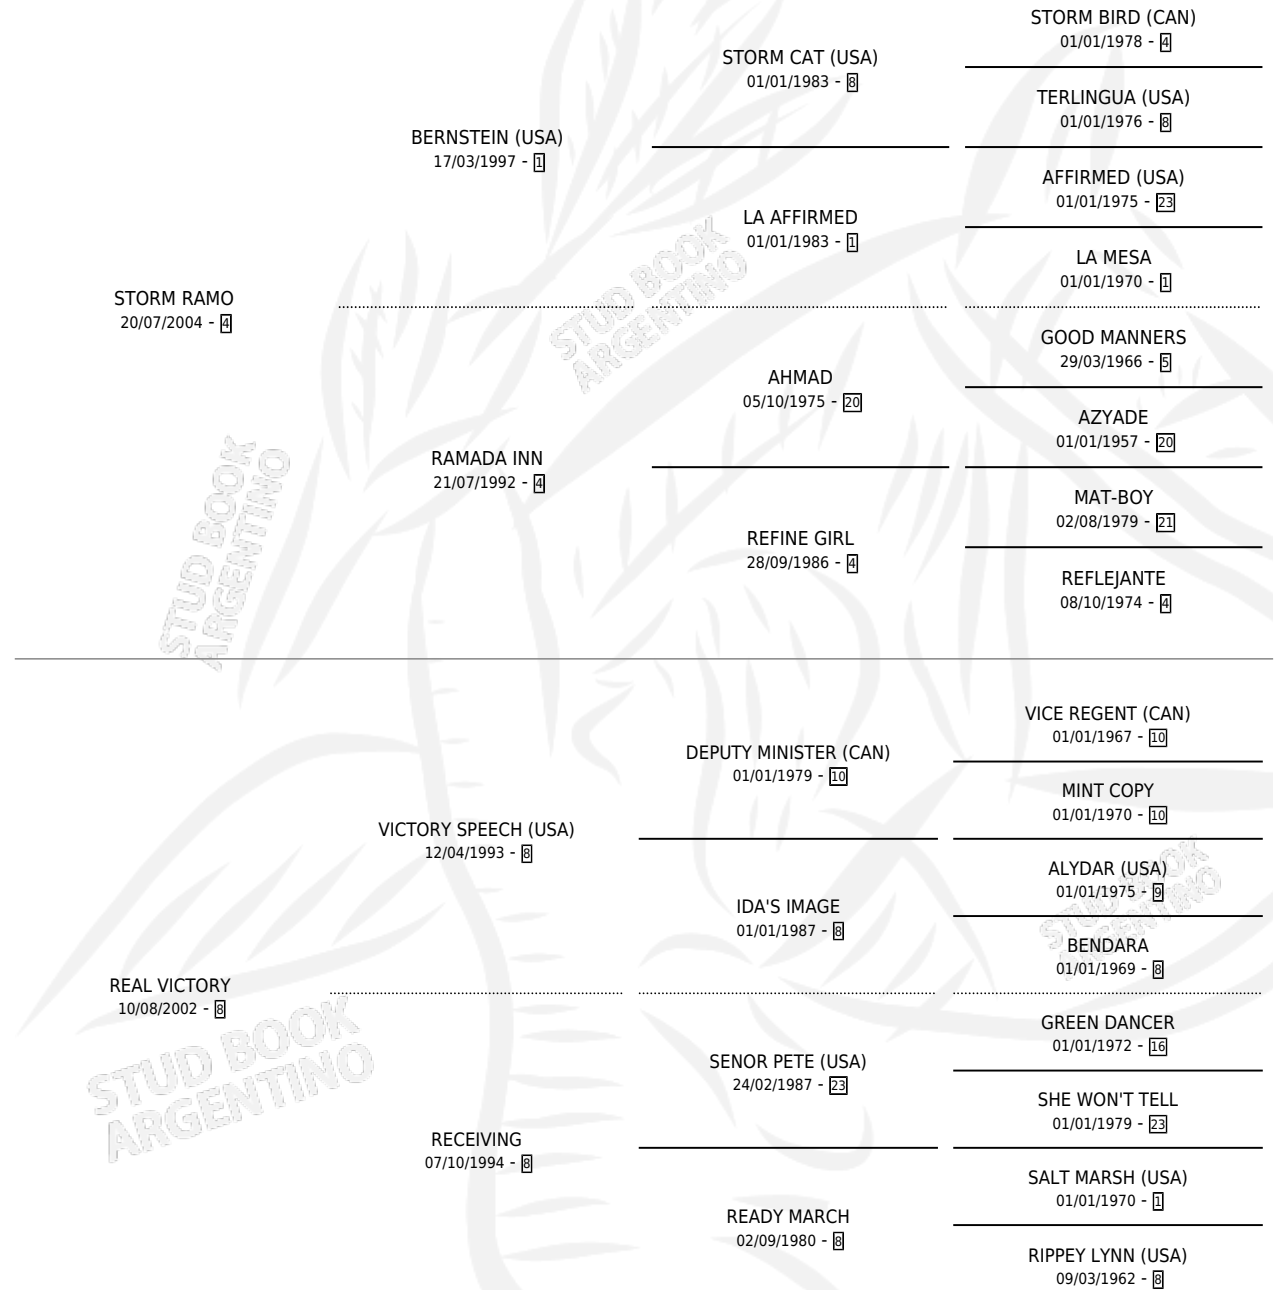 STORM BIRD (CAN)
01/01/1978 - 4
STORM CAT (USA)
01/01/1983 - 8
TERLINGUA (USA)
01/01/1976 - 8
BERNSTEIN (USA)
17/03/1997 - 1
AFFIRMED (USA)
01/01/1975 - 23
LA AFFIRMED
01/01/1983 - 1
LA MESA
01/01/1970 - 1
STORM RAMO
20/07/2004 - 4
GOOD MANNERS
29/03/1966 - 5
AHMAD
05/10/1975 - 20
AZYADE
01/01/1957 - 20
RAMADA INN
21/07/1992 - 4
MAT-BOY
02/08/1979 - 21
REFINE GIRL
28/09/1986 - 4
REFLEJANTE
08/10/1974 - 4
STUD BOOK
ARGENTINO
STUD BOOK
ARGENTINO
VICE REGENT (CAN)
01/01/1967 - 10
DEPUTY MINISTER (CAN)
01/01/1979 - 10
MINT COPY
01/01/1970 - 10
VICTORY SPEECH (USA)
12/04/1993 - 8
ALYDAR (USA)
01/01/1975 - 9
IDA'S IMAGE
01/01/1987 - 8
BENDARA
01/01/1969 - 8
REAL VICTORY
10/08/2002 - 8
GREEN DANCER
01/01/1972 - 16
SENOR PETE (USA)
24/02/1987 - 23
SHE WON'T TELL
01/01/1979 - 23
RECEIVING
07/10/1994 - 8
SALT MARSH (USA)
01/01/1970 - 1
READY MARCH
02/09/1980 - 8
RIPPEY LYNN (USA)
09/03/1962 - 8
STUD BOOK
ARGENTINO
STUD BOOK
ARGENTINO